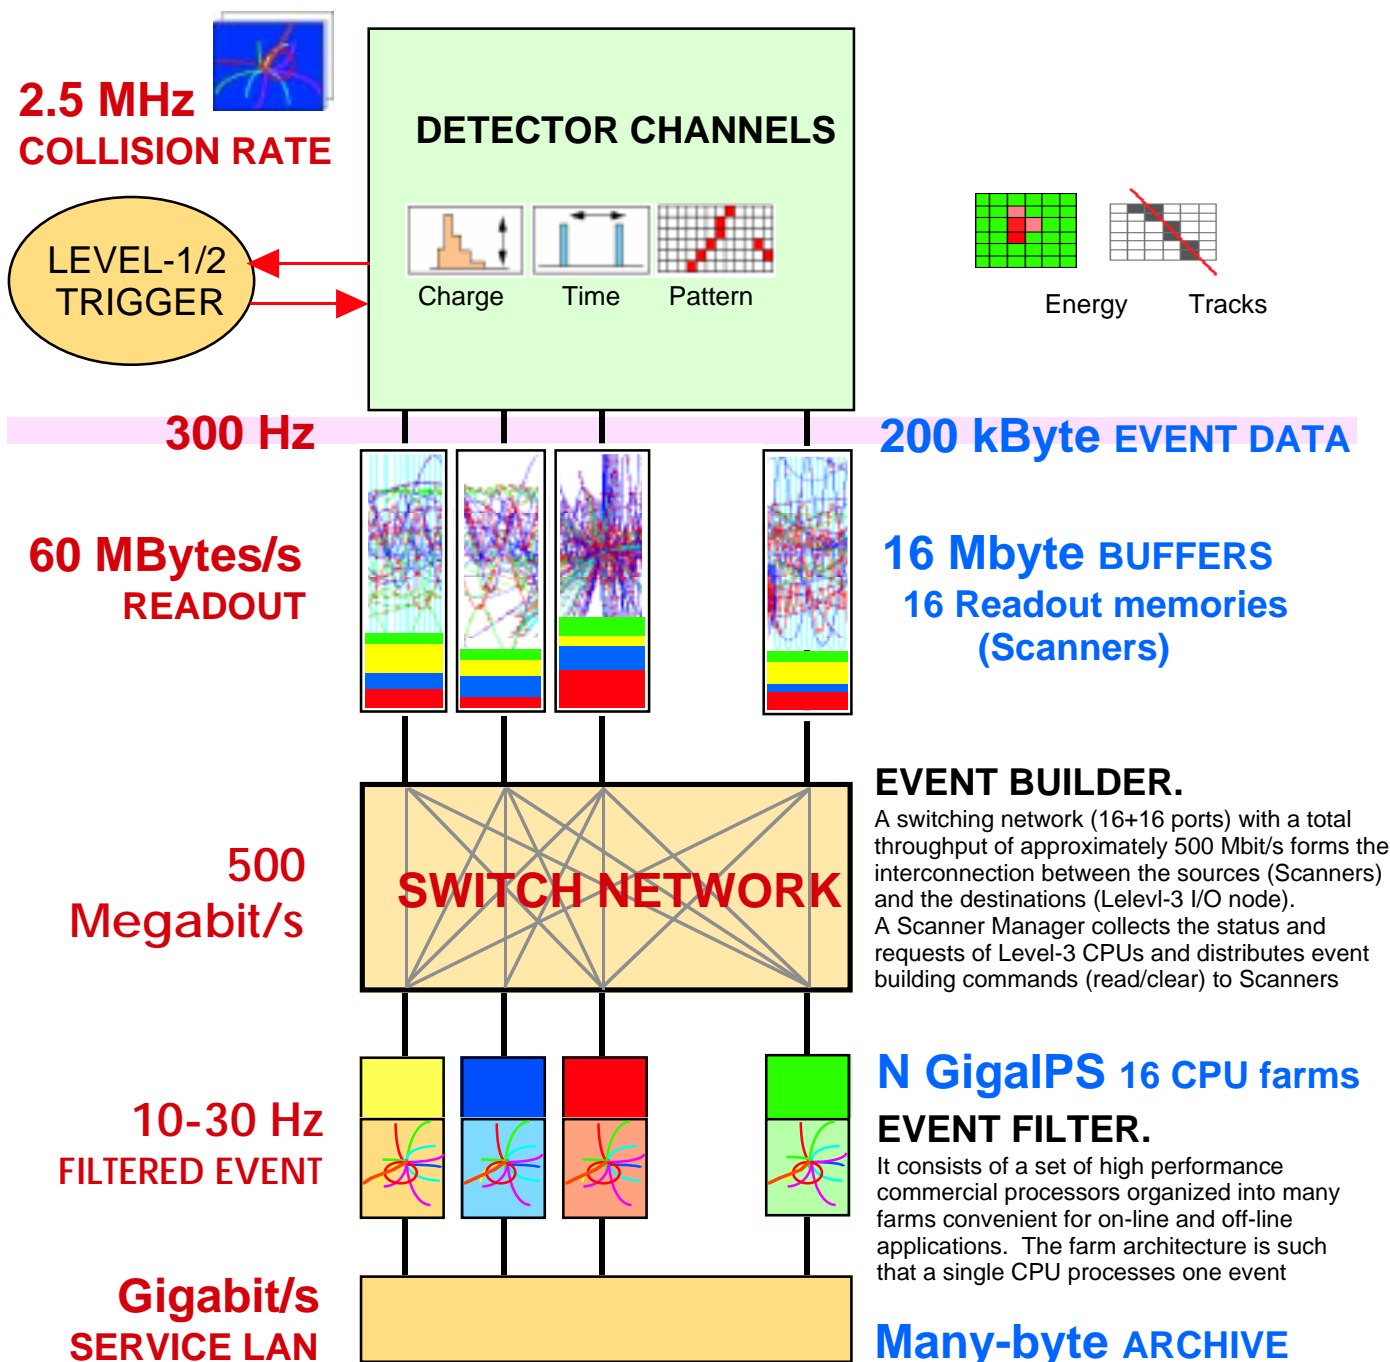 2.5 MHz
COLLISION RATE
DETECTOR CHANNELS
LEVEL-1/2
TRIGGER
Charge Time Pattern
Energy Tracks
300 Hz
200 kByte EVENT DATA
60 MBytes/s
READOUT
16 Mbyte BUFFERS
16 Readout memories
(Scanners)
EVENT BUILDER.
A switching network (16+16 ports) with a total
throughput of approximately 500 Mbit/s forms the
interconnection between the sources (Scanners)
and the destinations (Lelevl-3 I/O node).
A Scanner Manager collects the status and
requests of Level-3 CPUs and distributes event
building commands (read/clear) to Scanners
500
Megabit/s
SWITCH NETWORK
N GigaIPS 16 CPU farms
10-30 Hz
FILTERED EVENT
EVENT FILTER.
It consists of a set of high performance
commercial processors organized into many
farms convenient for on-line and off-line
applications. The farm architecture is such
that a single CPU processes one event
Gigabit/s
SERVICE LAN
Many-byte ARCHIVE